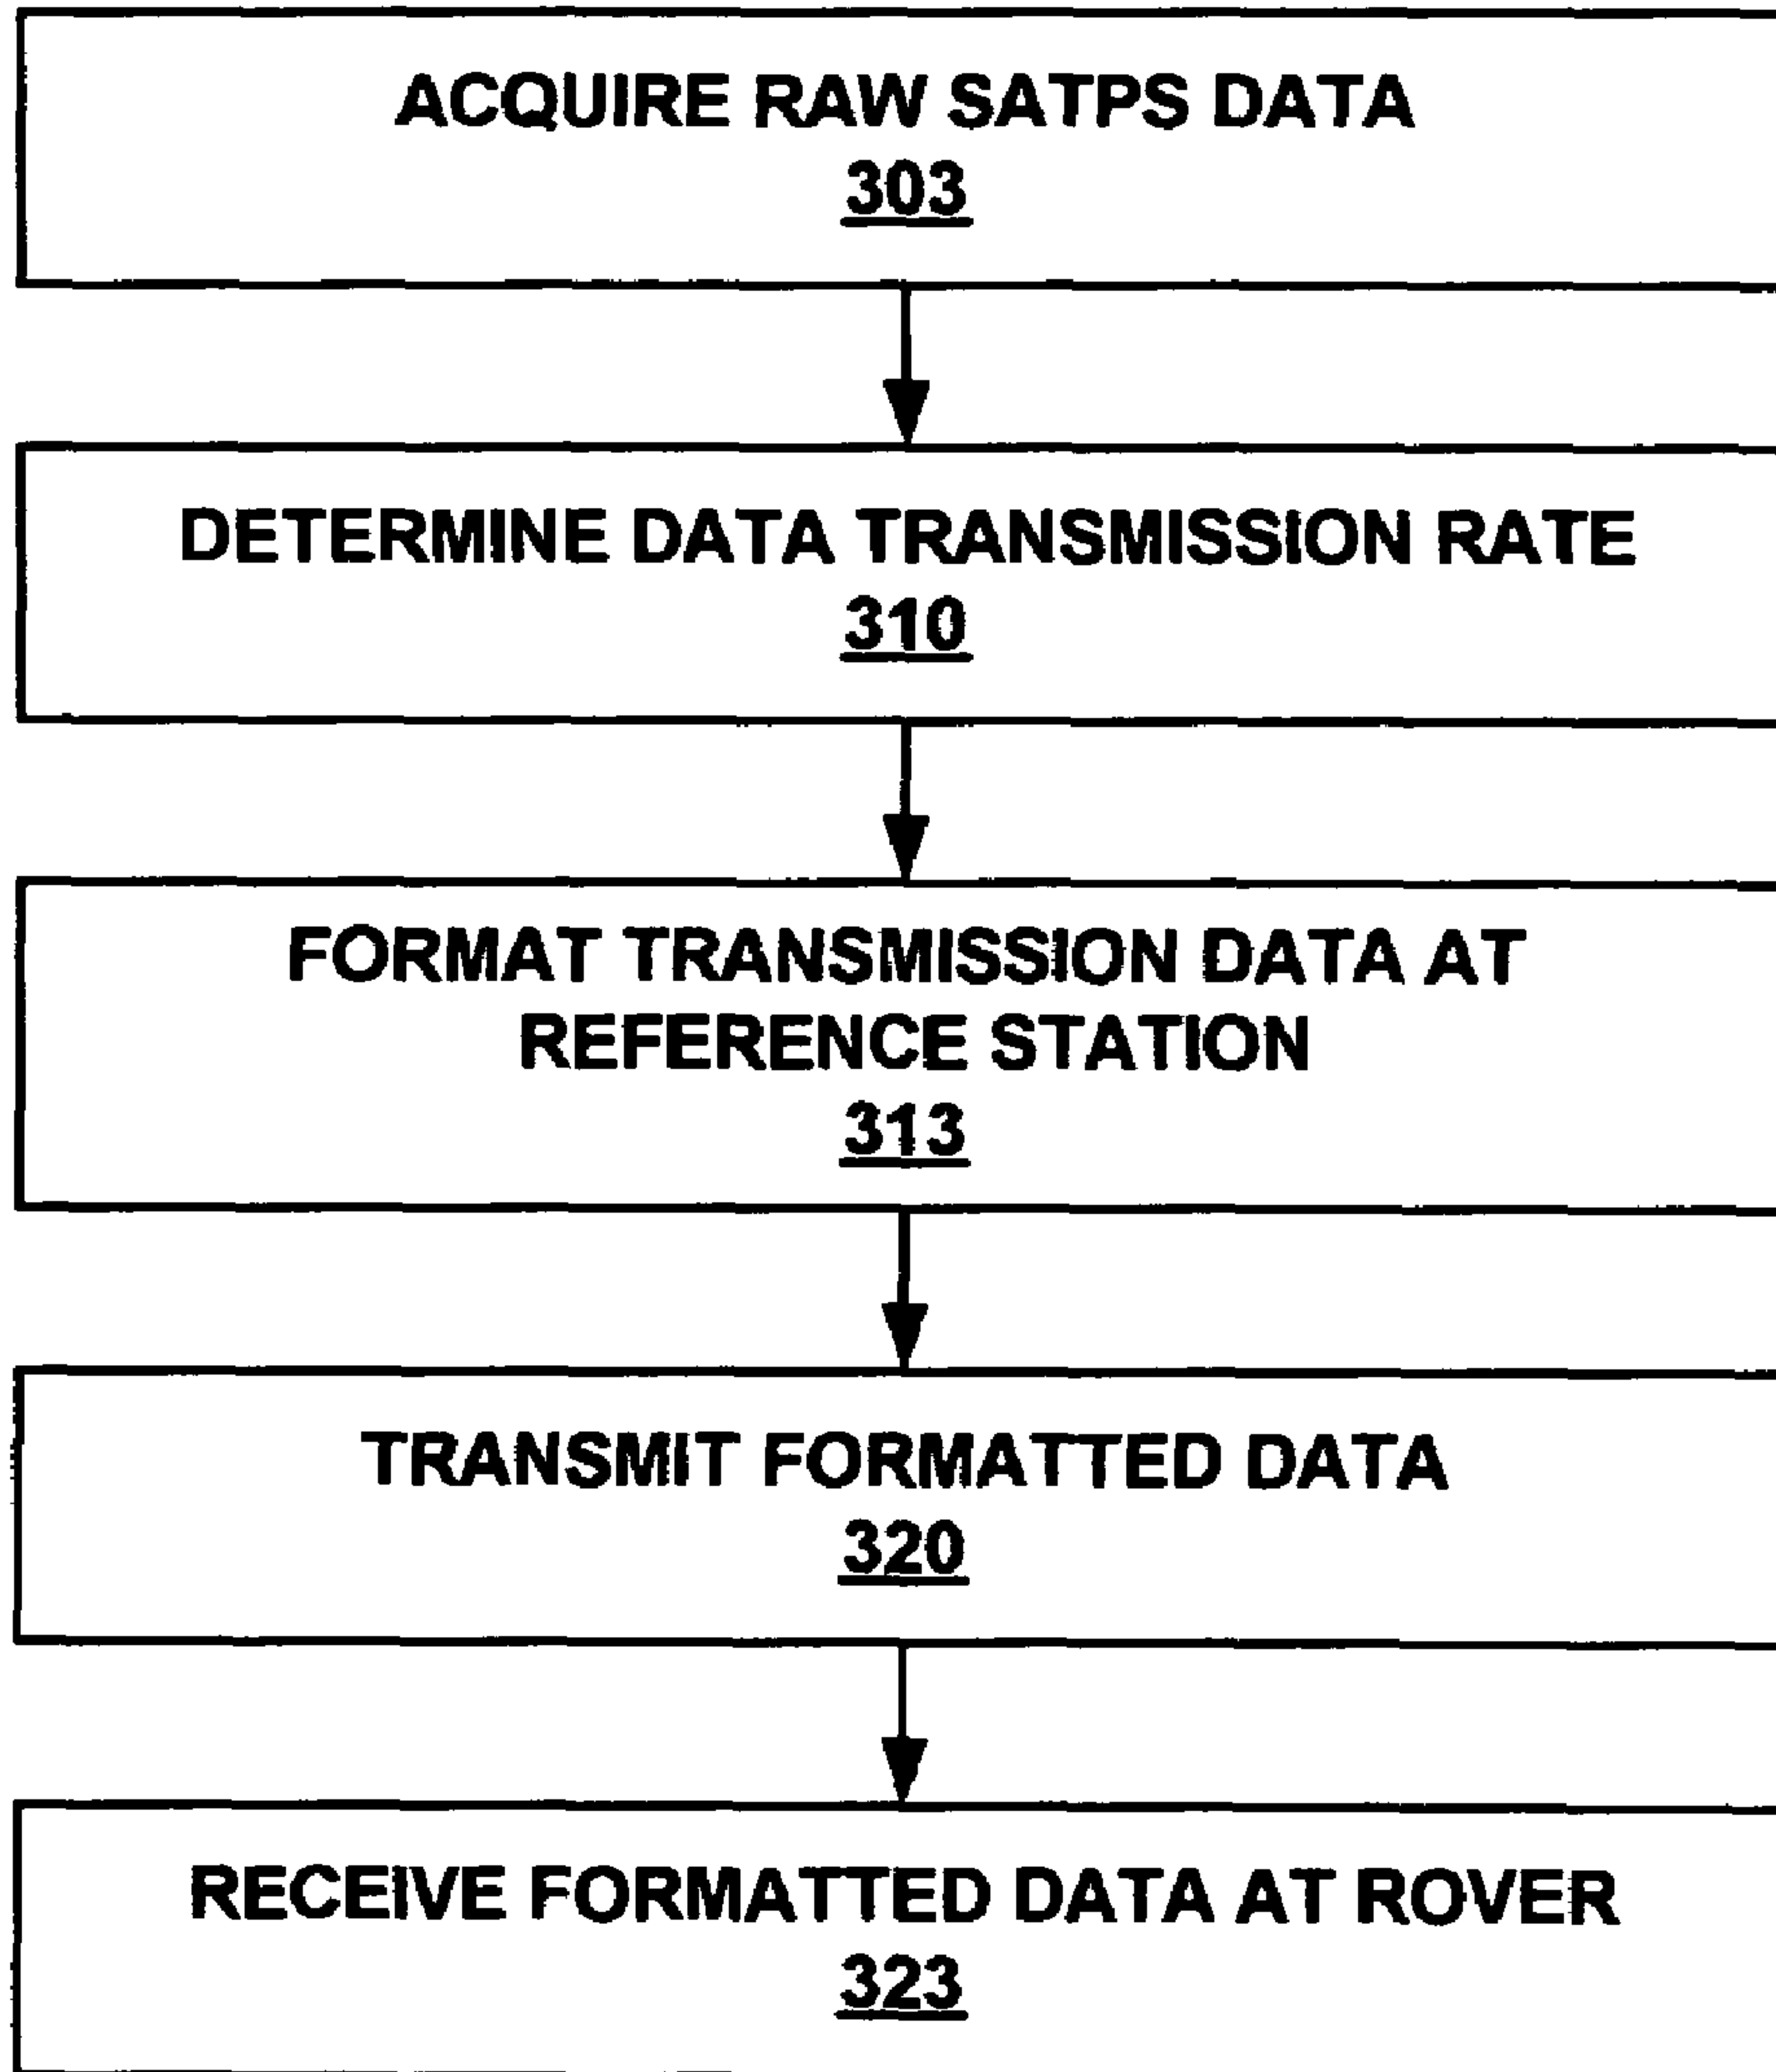 ACQUIRE RAW SATPS DATA
303
DETERMINE DATA TRANSMISSION RATE
310
FORMAT TRANSMISSION DATA AT
REFERENCE STATION
313
TRANSMIT FORMATTED DATA
320
RECEIVE FORMATTED DATA AT ROVER
323